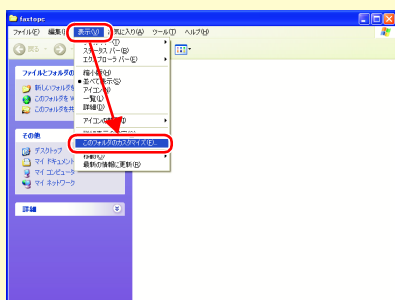 faxtopc
ファイル(F) 編集( 表示(V) 気に入り(A) ツール(T) ヘルプ(H)
戻る
ステータス バー(B)
エクスプローラ バー(E)
ファイルとフォルダの
縮小版(H)
並べて表示(S)
新しいフォルダを
アイコン
このフォルダを
一覧(L)
このフォルダを共
詳細(D)
アイコンの
その他
このフォルダのカスタマイズ(F)...
デスクトップ
マイ ドキュメント
移動(O)
最新の情報に更新(R)
マイ コンピュータ
マイ ネットワーク
詳細